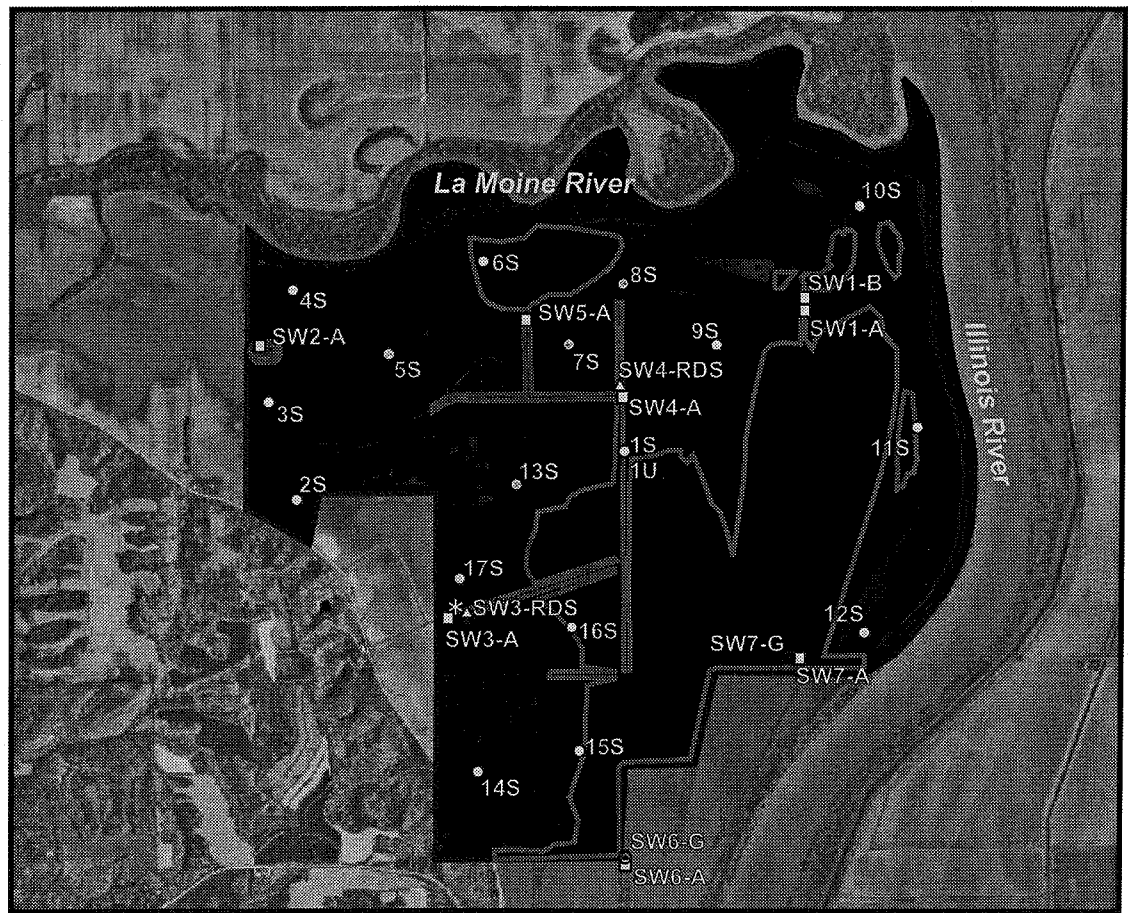 La Moine River
10S
6S
8S
4S
SW1-B
SW5-A
SW1-A
SW2-A
9S
Illinois River
5S
7S
SW4-RDS
3S
SW4-A
11S
1S
1U
13S
2S
17S
SW3-RDS
12S
SW3-A
16S
SW7-G
SW7-A
15S
14S
SW6-G
SW6-A